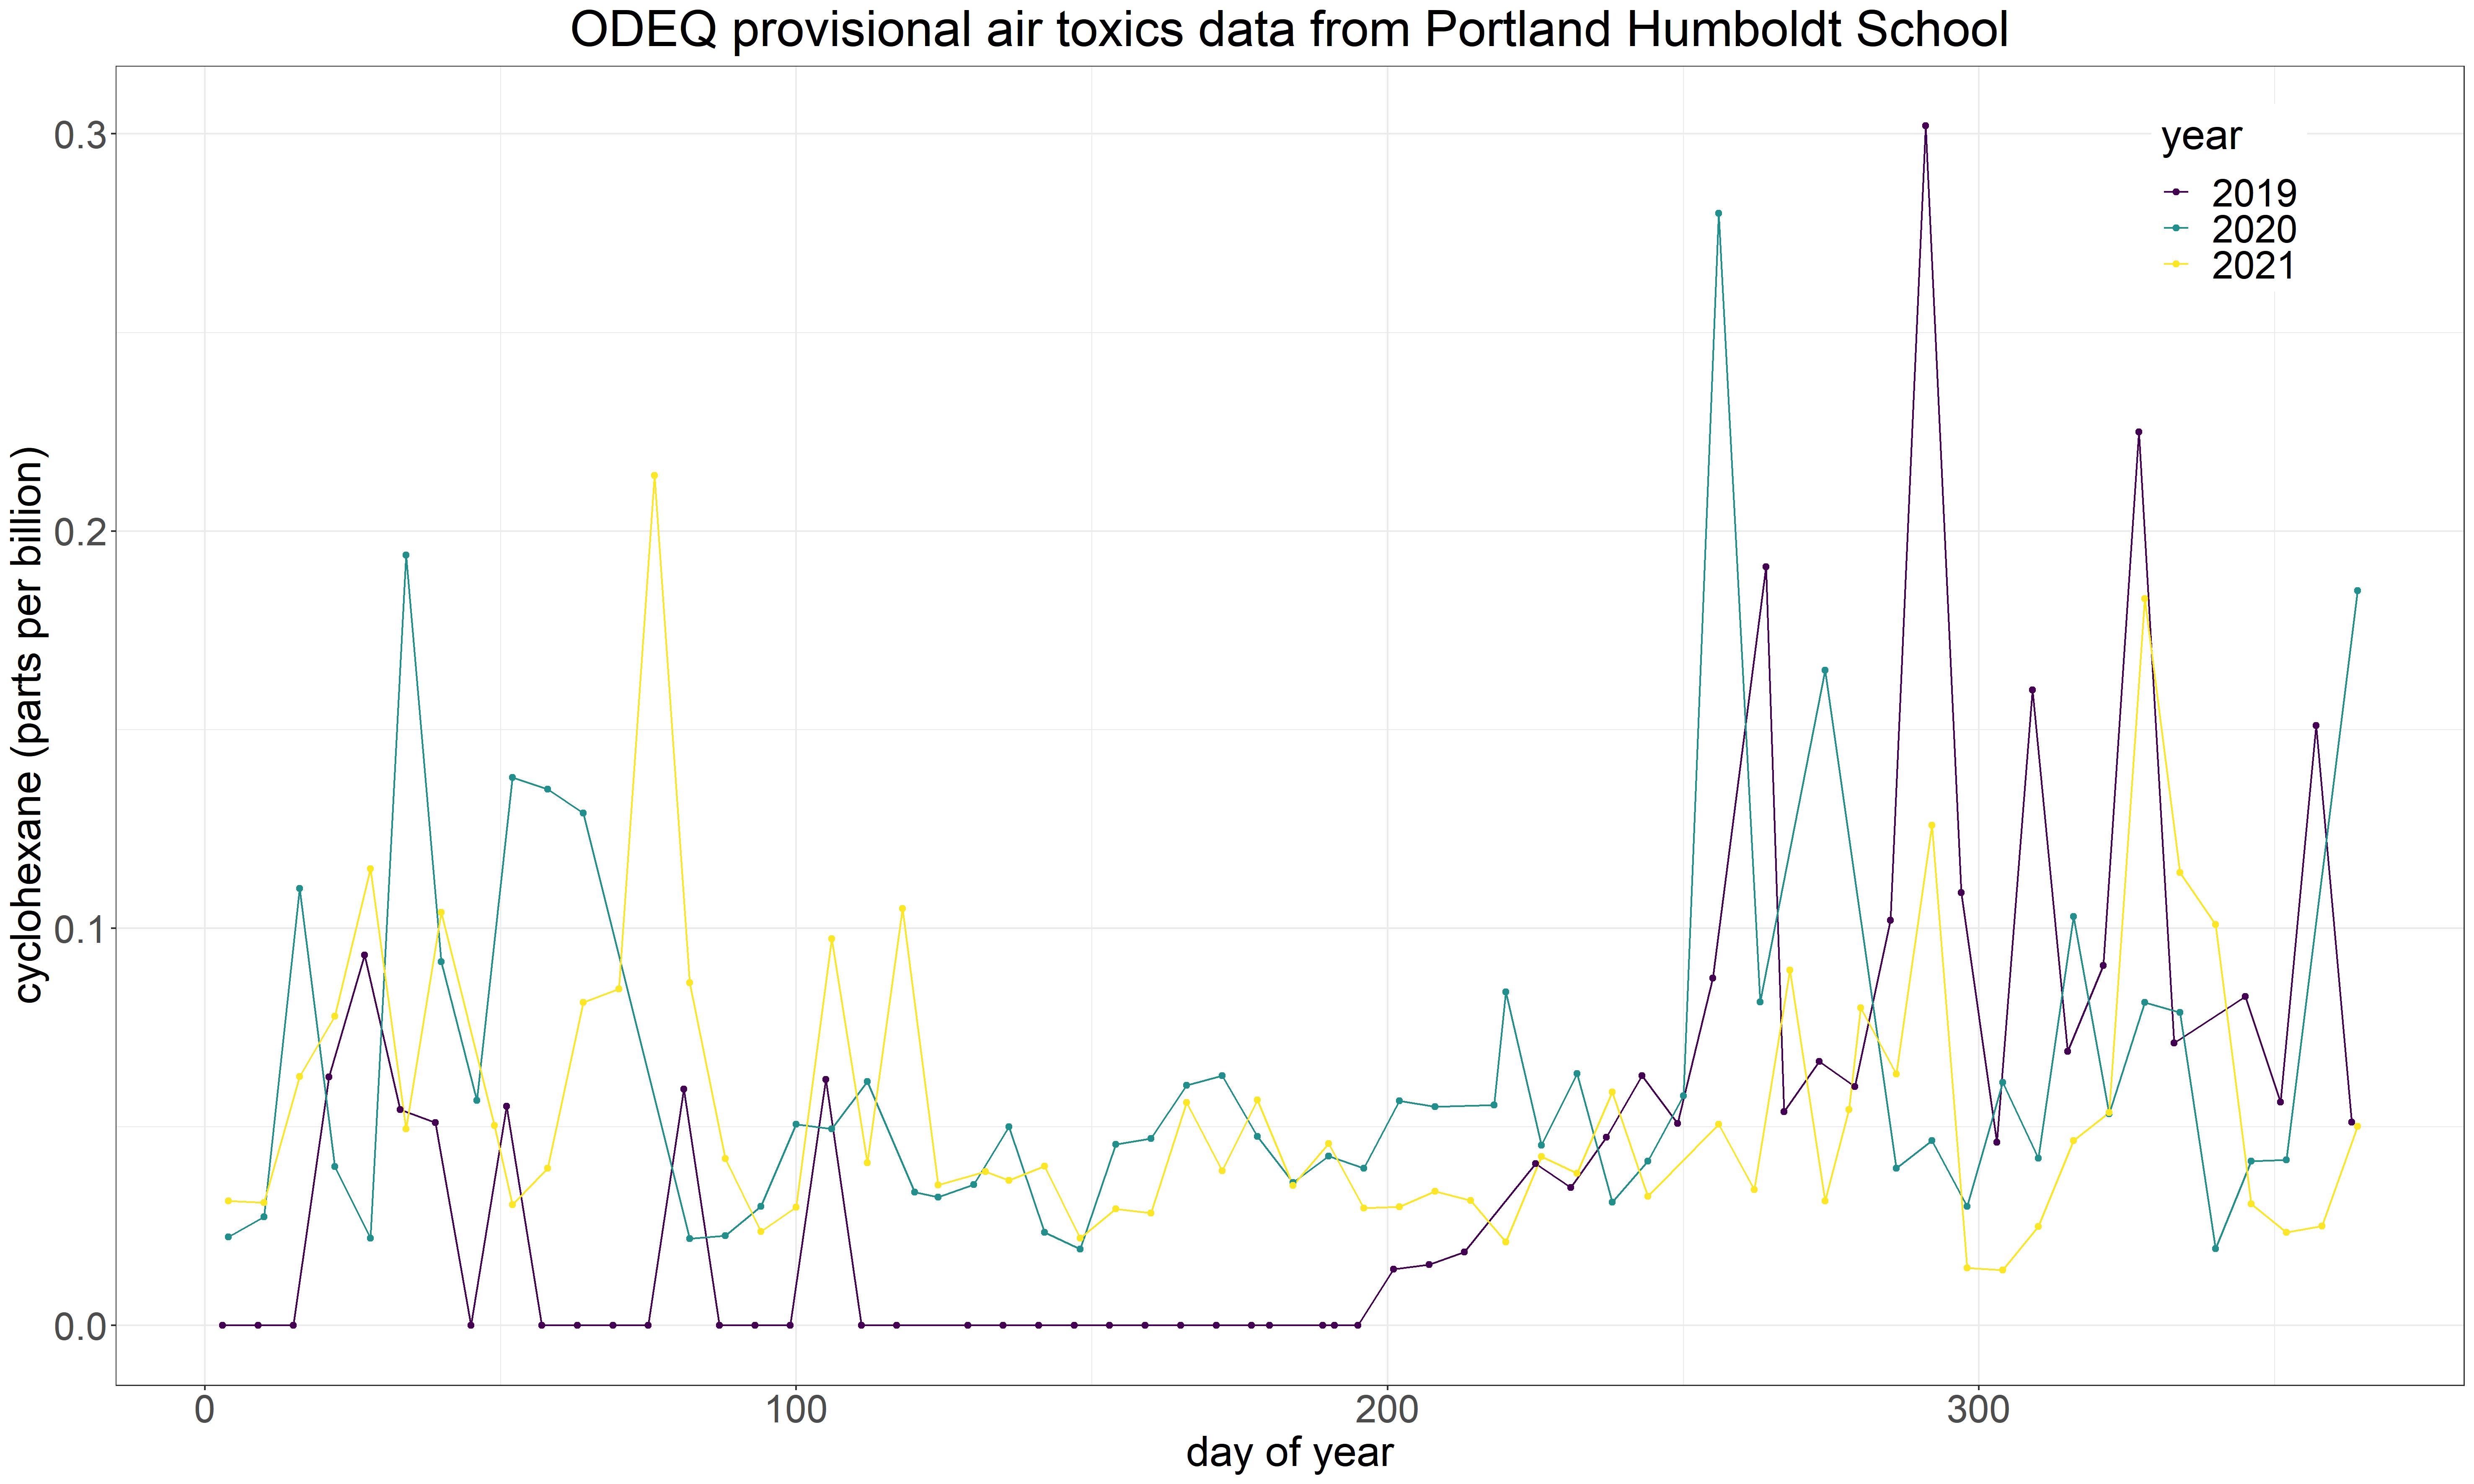 ODEQ provisional air toxics data from Portland Humboldt School
cyclohexane (parts per billion)
0.3
0.2
0.1
0.0
year
2019
2020
2021
0 100 200 300
day of year